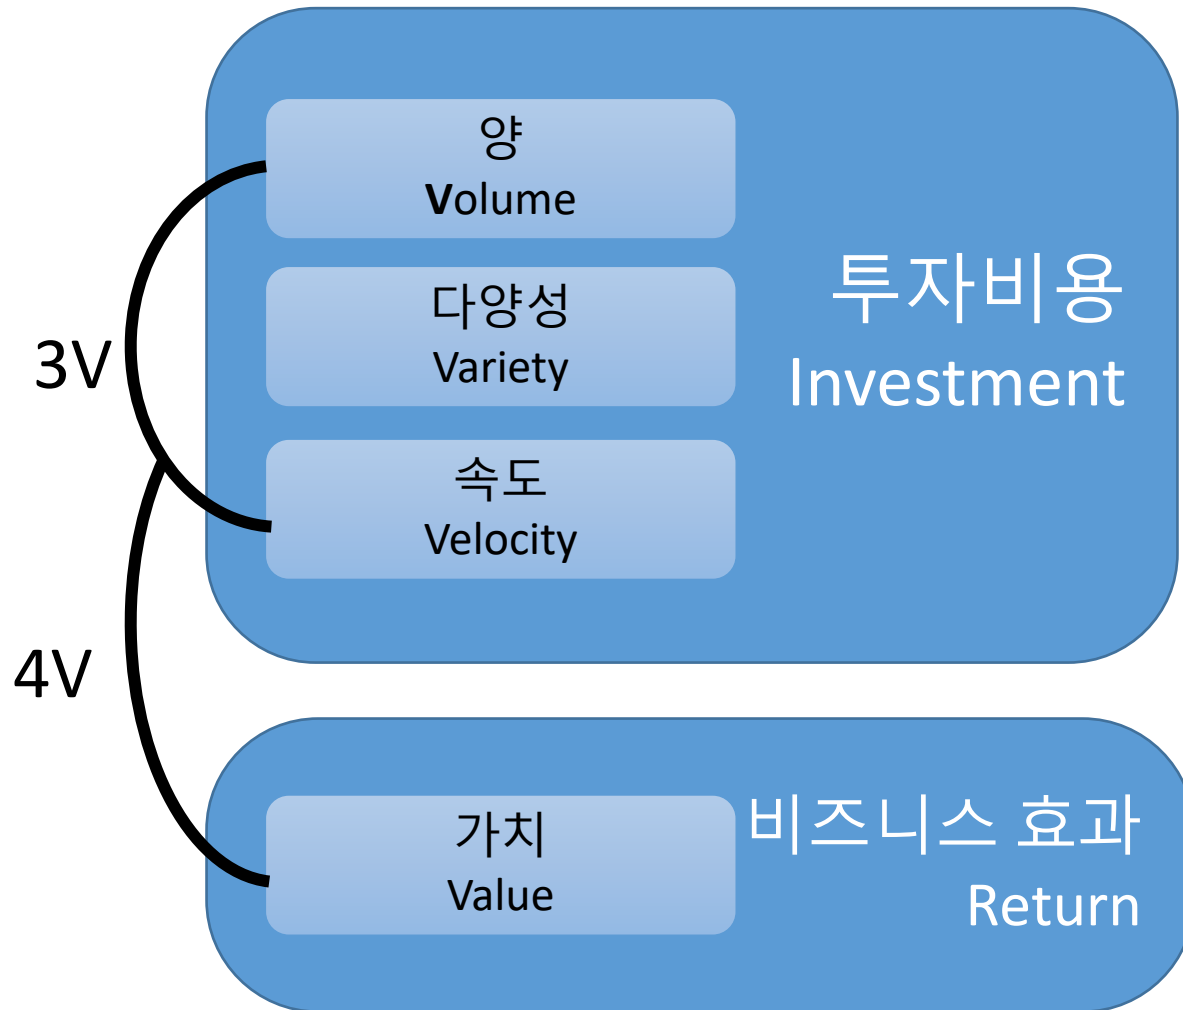 양
Volume
다양성
Variety
속도
Velocity
투자비용
Investment
3V
4V
가치
Value
비즈니스 효과
Return